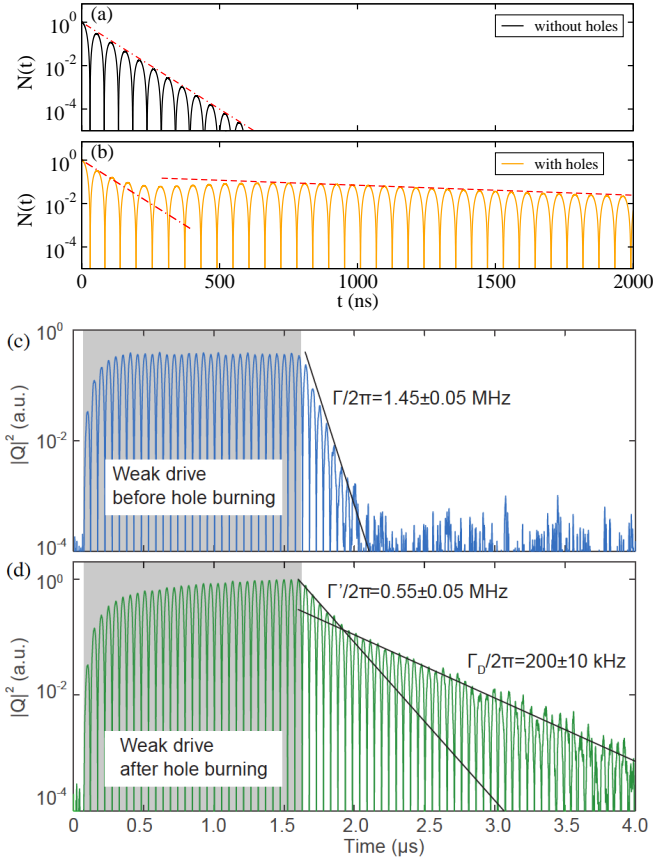 (a)
without holes
N(t)
10^0
10^-2
10^-4
(b)
with holes
N(t)
10^0
10^-2
10^-4
0
500
1000
1500
2000
t (ns)
(c)
10^0
10^-2
10^-4
|Q|^2 (a.u.)
Γ/2π=1.45±0.05 MHz
Weak drive
before hole burning
(d)
10^0
10^-2
10^-4
|Q|^2 (a.u.)
Γ'/2π=0.55±0.05 MHz
Γ_D/2π=200±10 kHz
Weak drive
after hole burning
0
0.5
1.0
1.5
2.0
2.5
3.0
3.5
4.0
Time (μs)